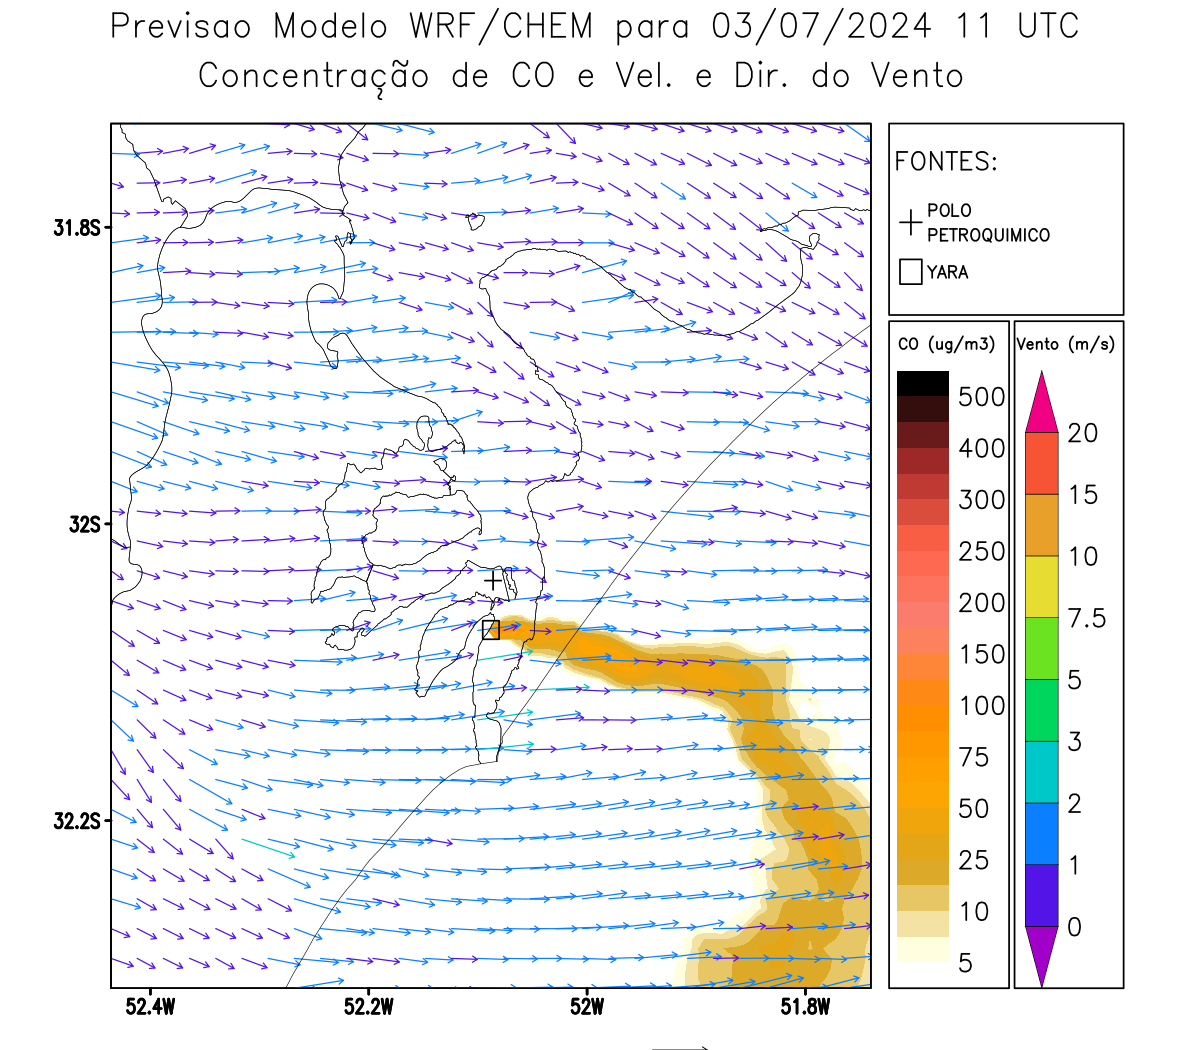 Previsao Modelo WRF/CHEM para 03/07/2024 11 UTC
Concentração de CO e Vel. e Dir. do Vento
FONTES:
POLO
PETROQUIMICO
YARA
31.8S
32S
32.2S
52.4W
52.2W
52W
51.8W
CO (ug/m3)
500
400
300
250
200
150
100
75
50
25
10
5
Vento (m/s)
20
15
10
7.5
5
3
2
1
0